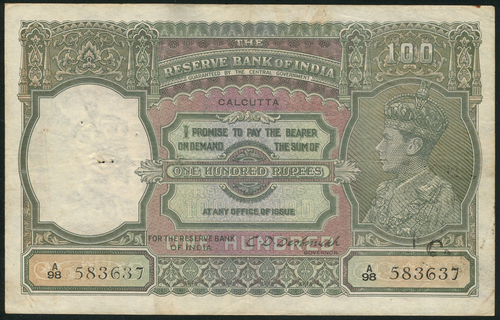 THE
RESERVE BANK OF INDIA
GUARANTEED BY THE CENTRAL GOVERNMENT
100
CALCUTTA
I PROMISE TO PAY THE BEARER
ON DEMAND THE SUM OF
ONE HUNDRED RUPEES
AT ANY OFFICE OF ISSUE
FOR THE RESERVE BANK
OF INDIA
C. D. Deshmukh
GOVERNOR
A/98 583637
A/98 583637